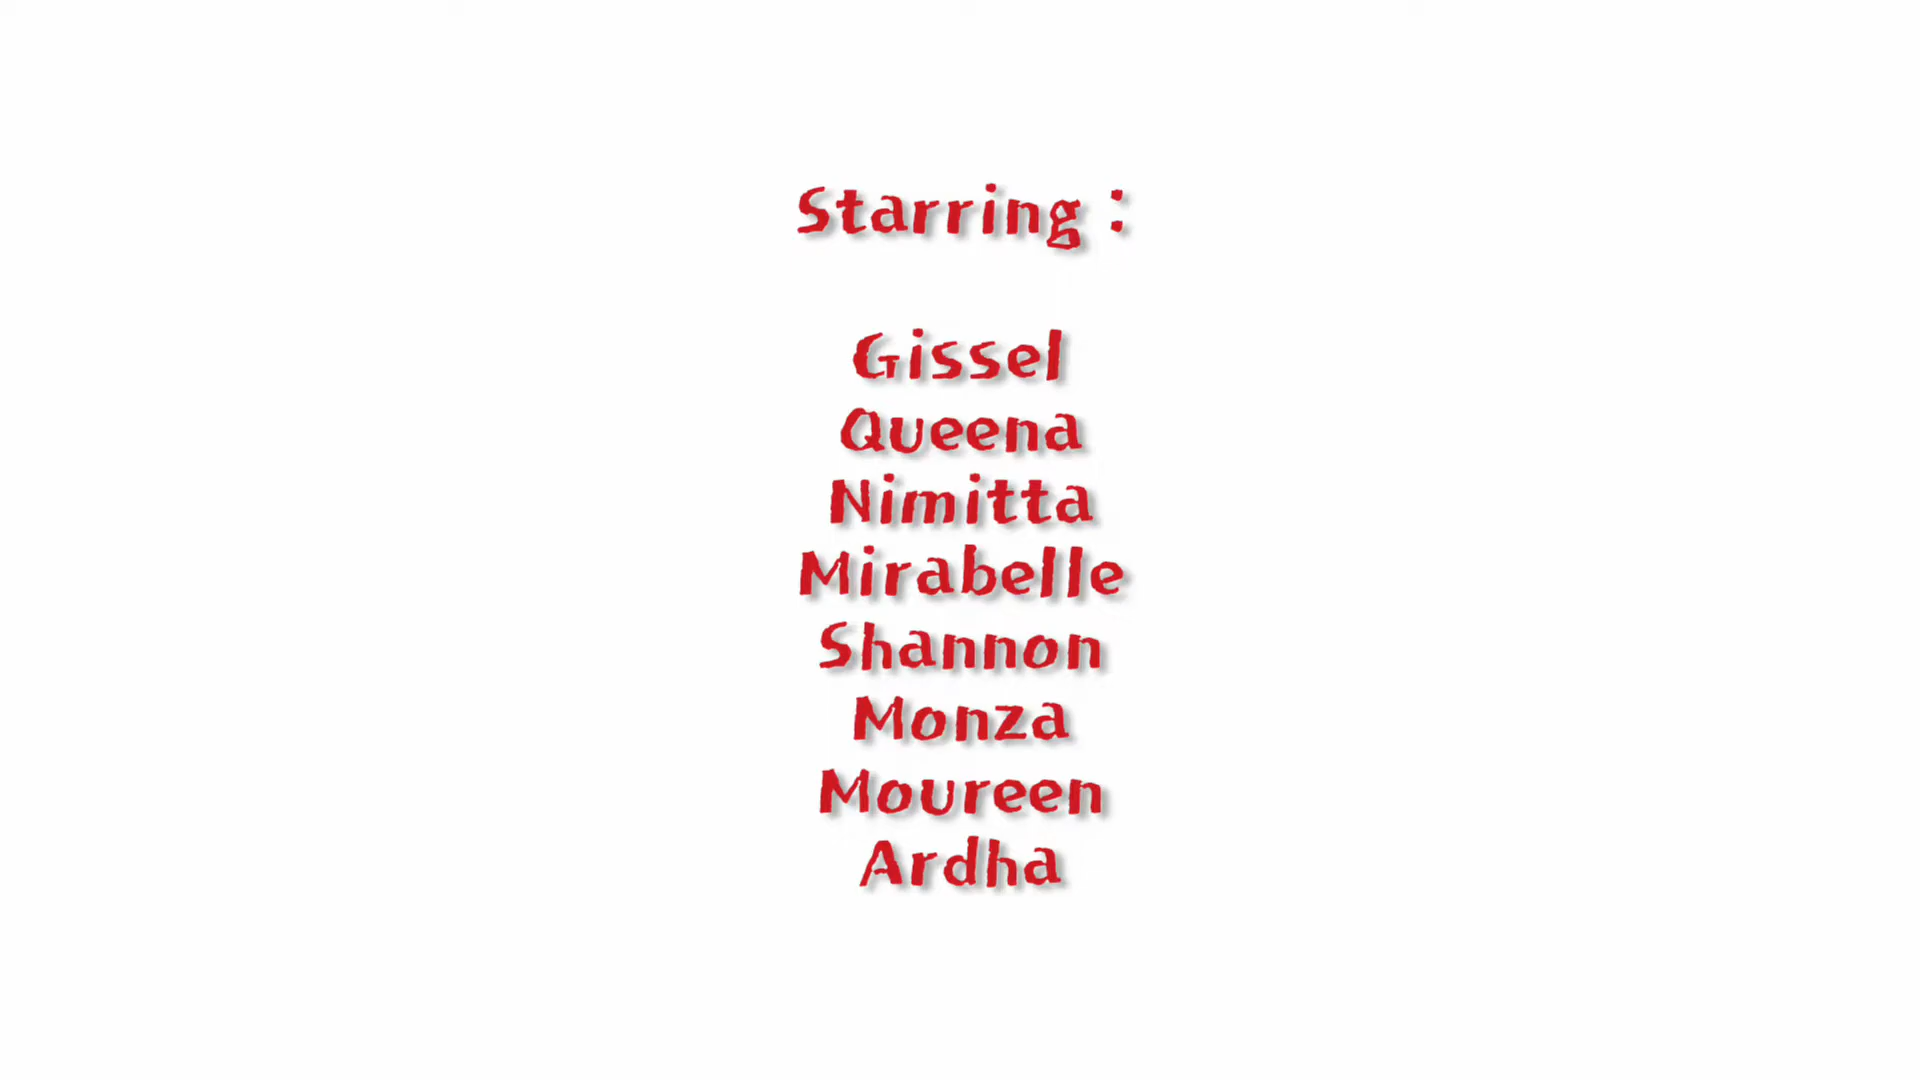 Starring :
Gissel
Queena
Nimitta
Mirabelle
Shannon
Monza
Moureen
Ardha